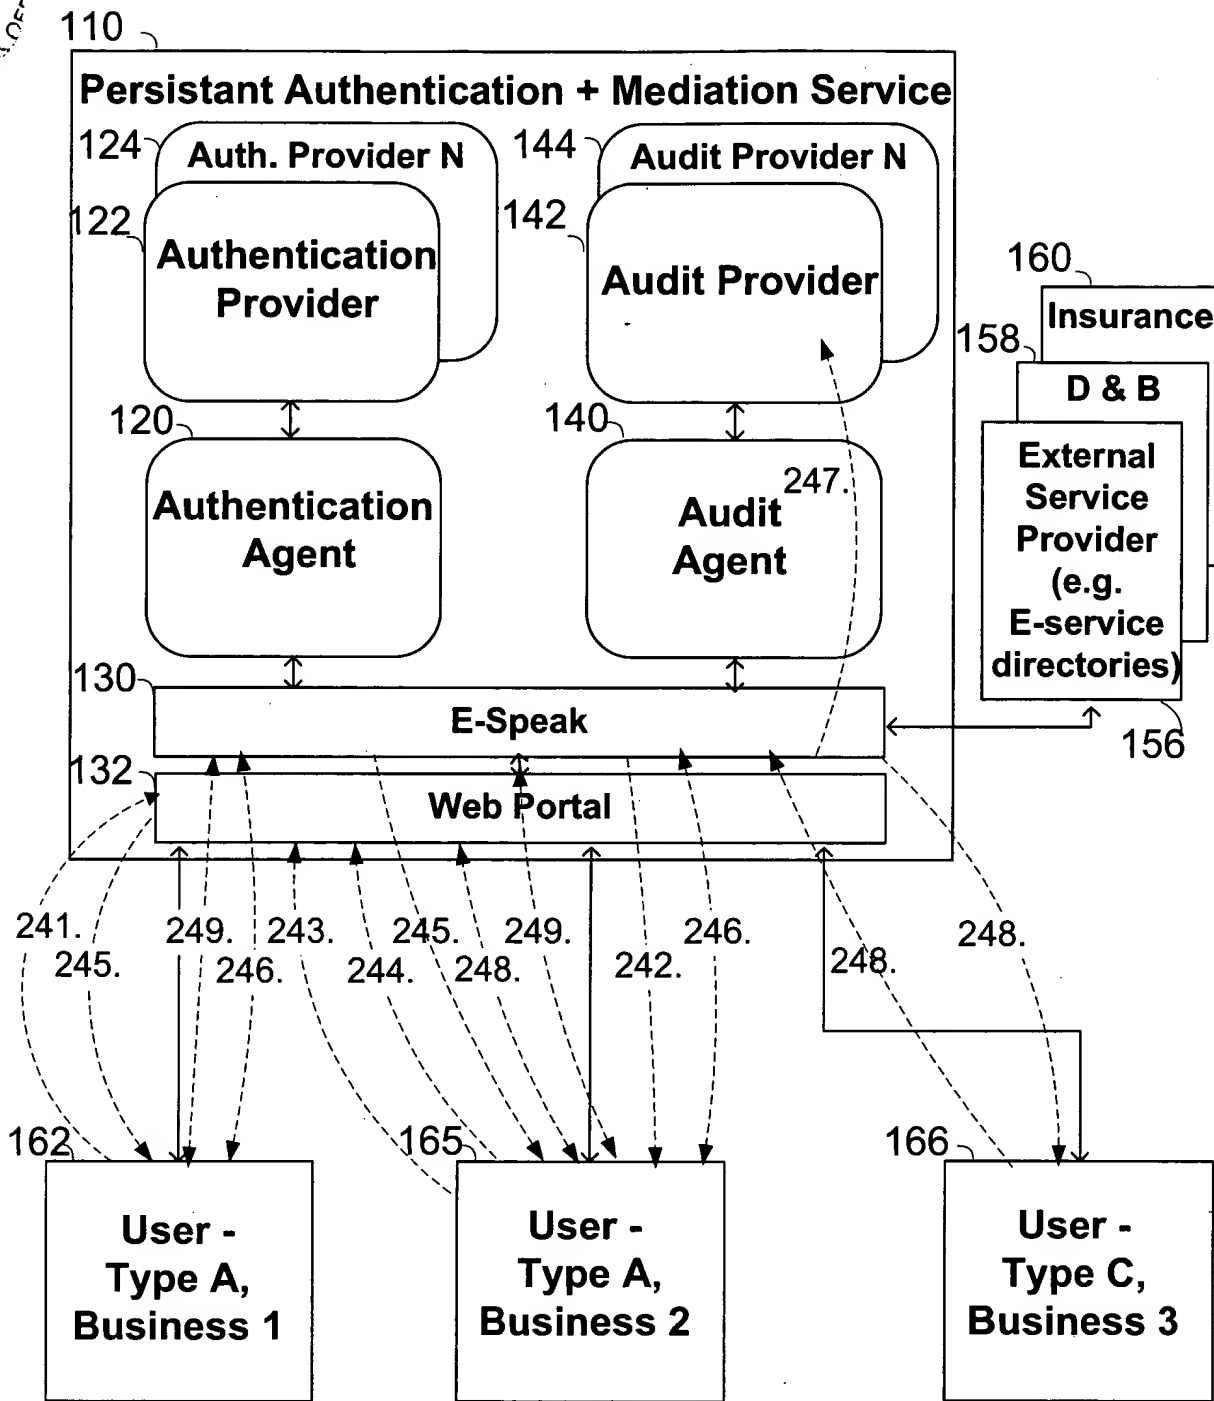 110
Persistant Authentication + Mediation Service
124
Auth. Provider N
144
Audit Provider N
122
Authentication
Provider
142
Audit Provider
160
Insurance
158
D & B
External
Service
Provider
(e.g.
E-service
directories)
156
120
Authentication
Agent
140
Audit
Agent
247.
130
E-Speak
132
Web Portal
241.
245.
249.
246.
243.
244.
245.
248.
249.
242.
246.
248.
248.
162
User -
Type A,
Business 1
165
User -
Type A,
Business 2
166
User -
Type C,
Business 3